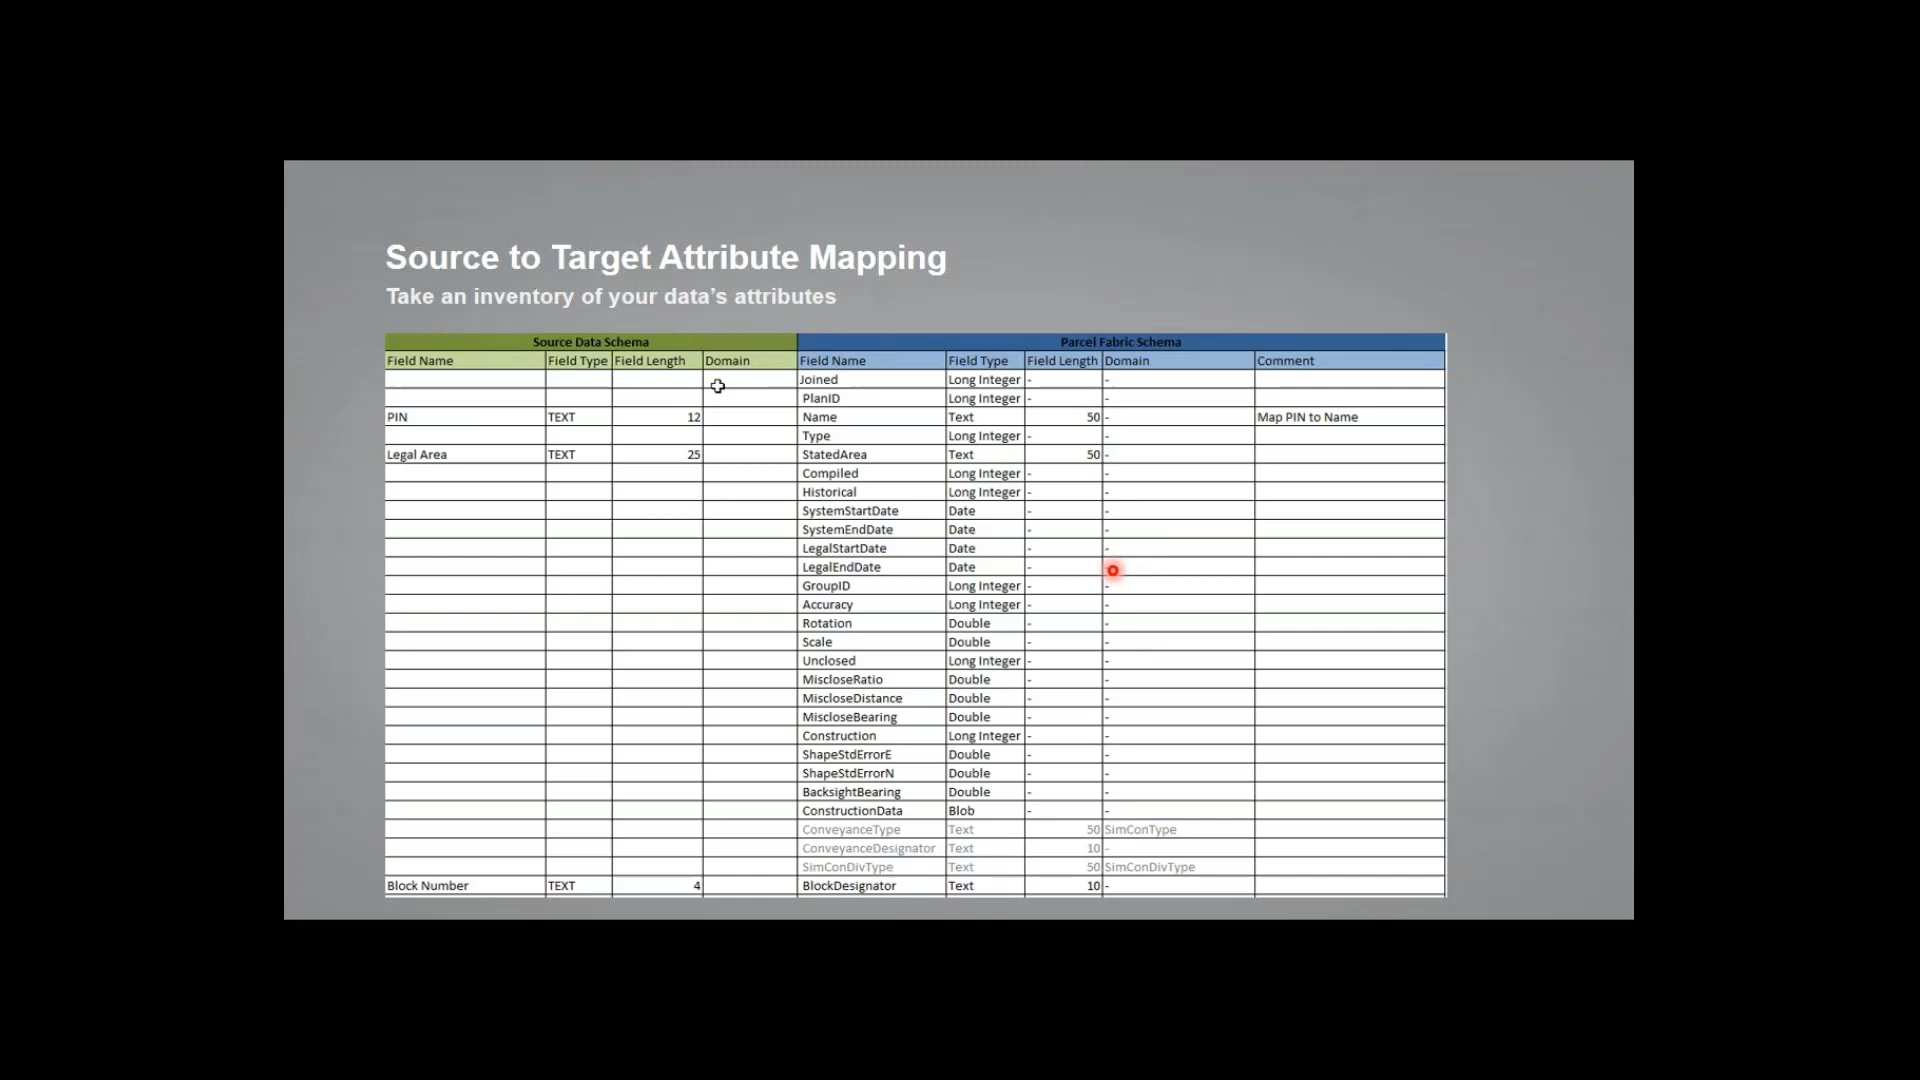 Source to Target Attribute Mapping
Take an inventory of your data’s attributes
Source Data Schema Parcel Fabric Schema
Field Name Field Type Field Length Domain Field Name Field Type Field Length Domain Comment
Joined Long Integer - -
PlanID Long Integer - -
PIN TEXT 12 Name Text 50 - Map PIN to Name
Type Long Integer - -
Legal Area TEXT 25 StatedArea Text 50 -
Compiled Long Integer - -
Historical Long Integer - -
SystemStartDate Date - -
SystemEndDate Date - -
LegalStartDate Date - -
LegalEndDate Date -
GroupID Long Integer - -
Accuracy Long Integer - -
Rotation Double - -
Scale Double - -
Unclosed Long Integer - -
MiscloseRatio Double - -
MiscloseDistance Double - -
MiscloseBearing Double - -
Construction Long Integer - -
ShapeStdErrorE Double - -
ShapeStdErrorN Double - -
BacksightBearing Double - -
ConstructionData Blob - -
ConveyanceType Text 50 SimConType
ConveyanceDesignator Text 10 -
SimConDivType Text 50 SimConDivType
Block Number TEXT 4 BlockDesignator Text 10 -